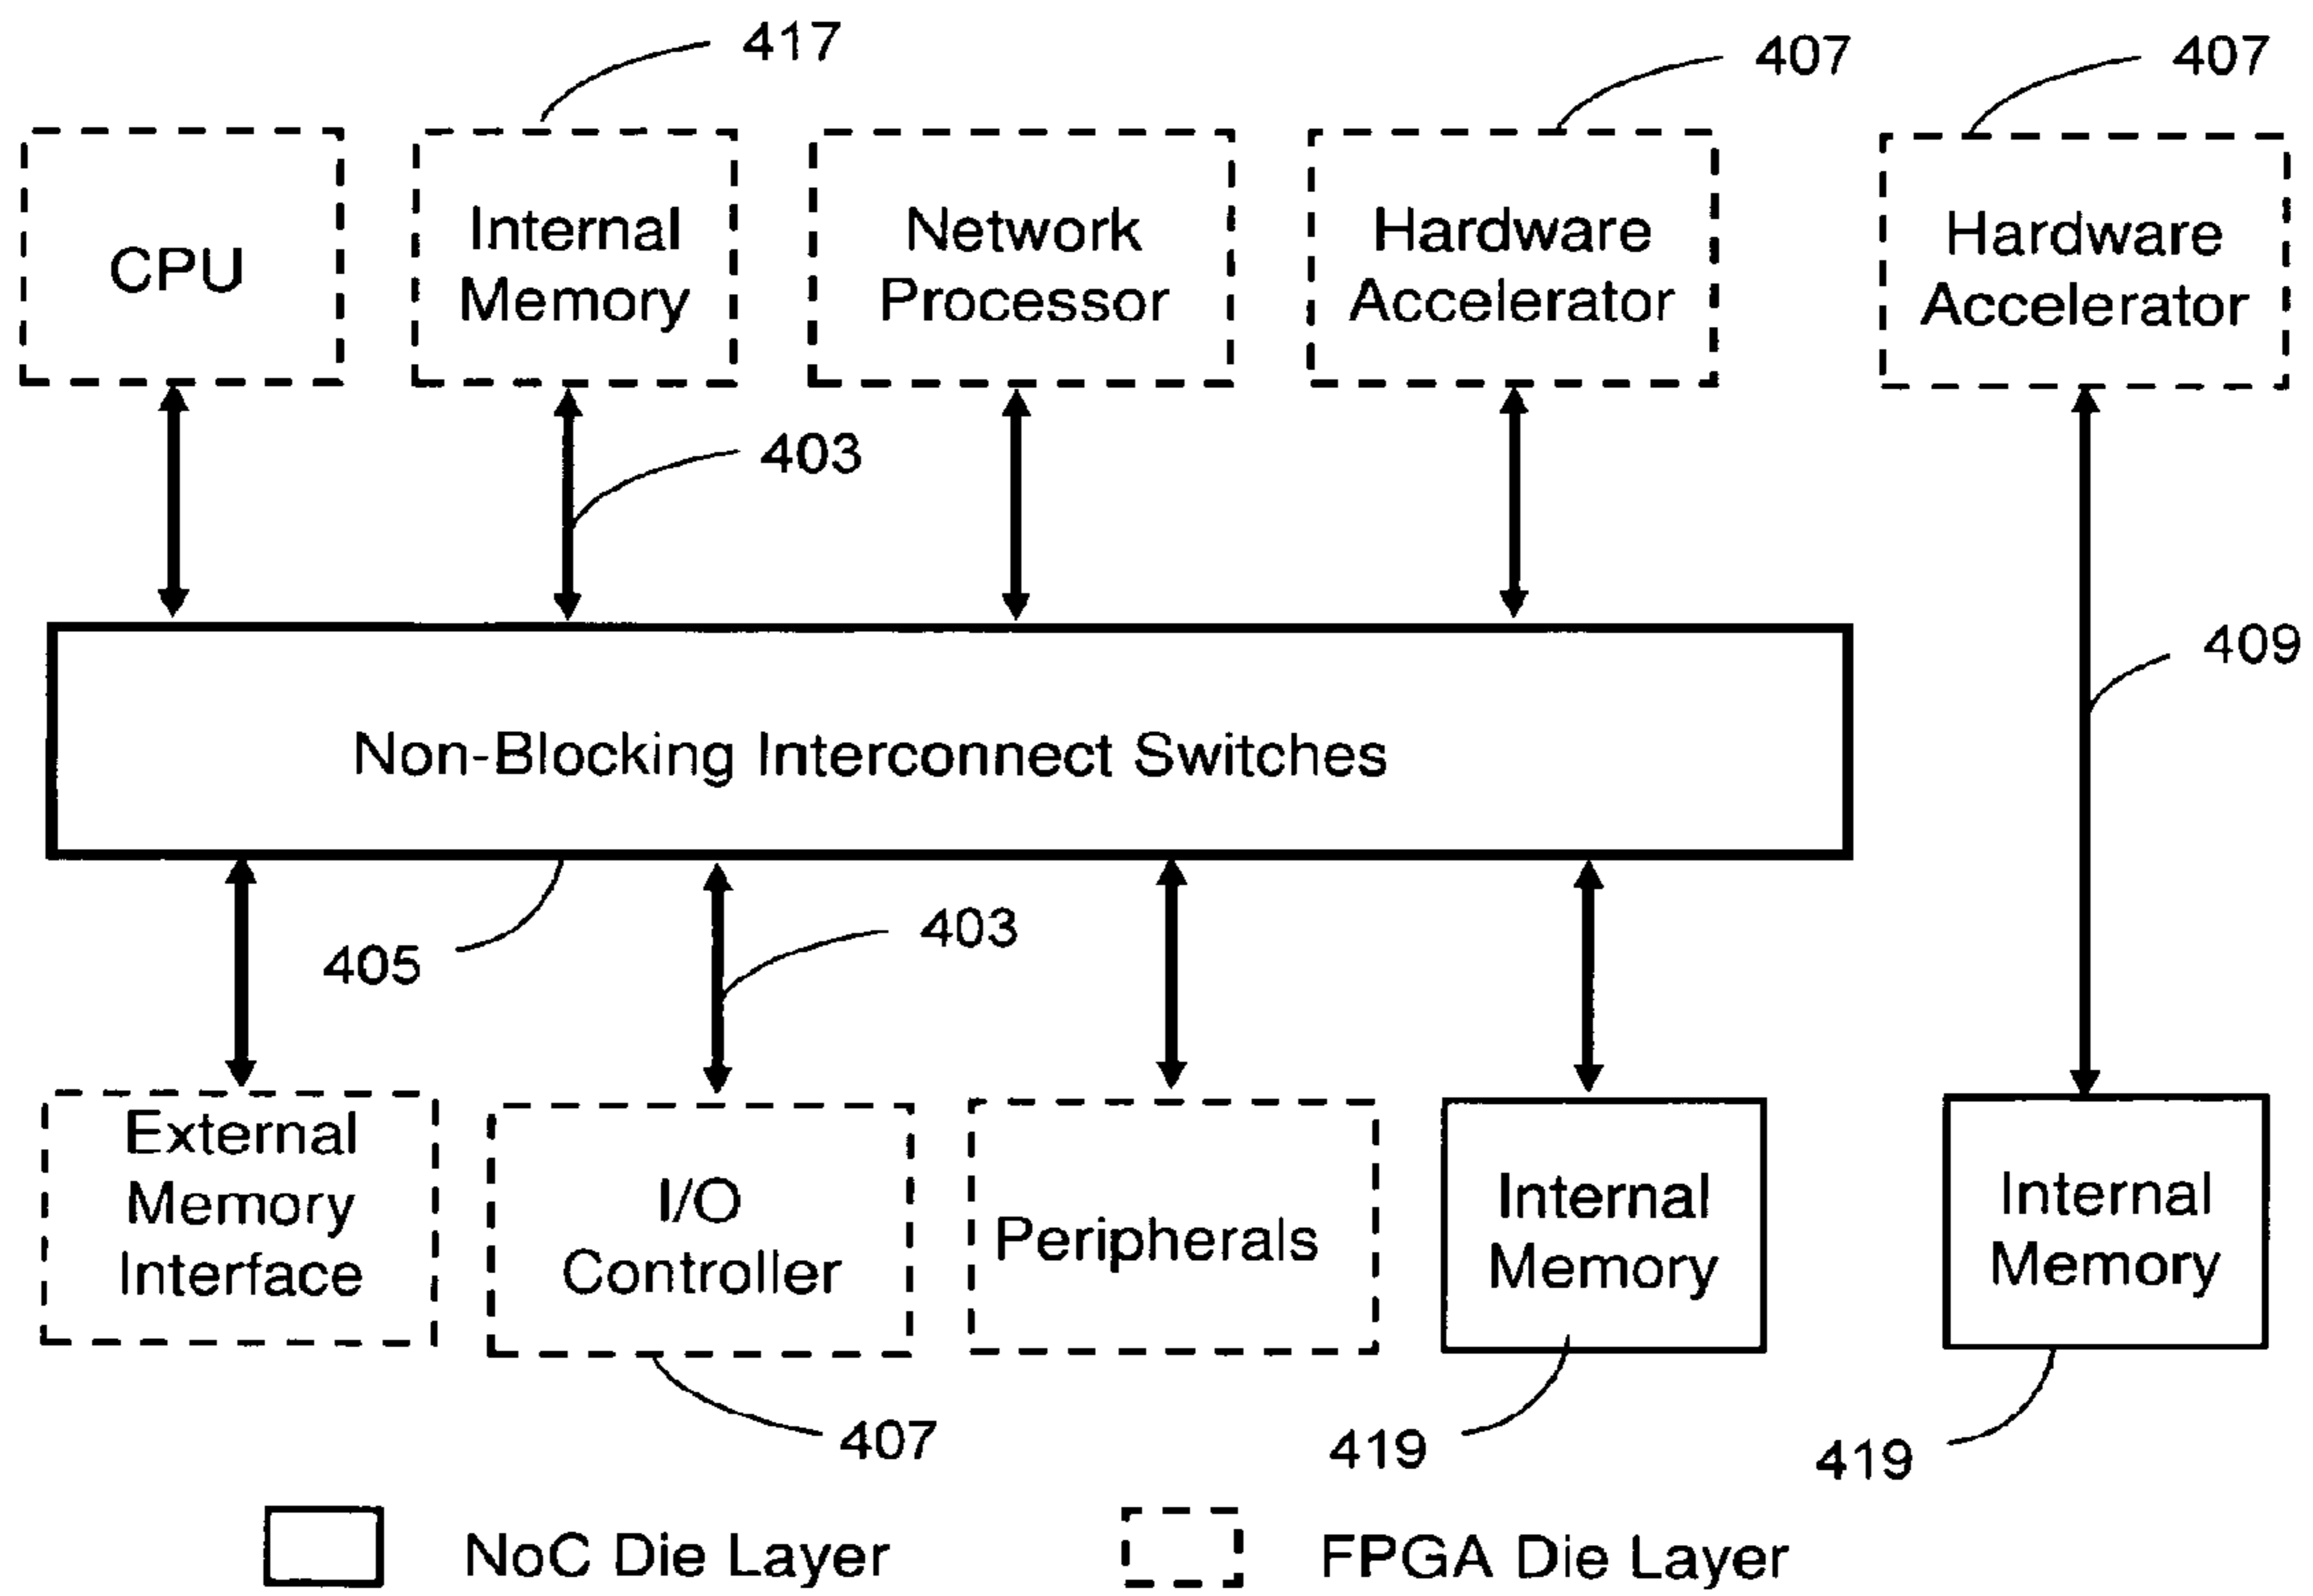 417
407
407
CPU
Internal
Memory
Network
Processor
Hardware
Accelerator
Hardware
Accelerator
403
409
Non-Blocking Interconnect Switches
405
403
External
Memory
Interface
I/O
Controller
Peripherals
Internal
Memory
Internal
Memory
407
419
419
NoC Die Layer
FPGA Die Layer